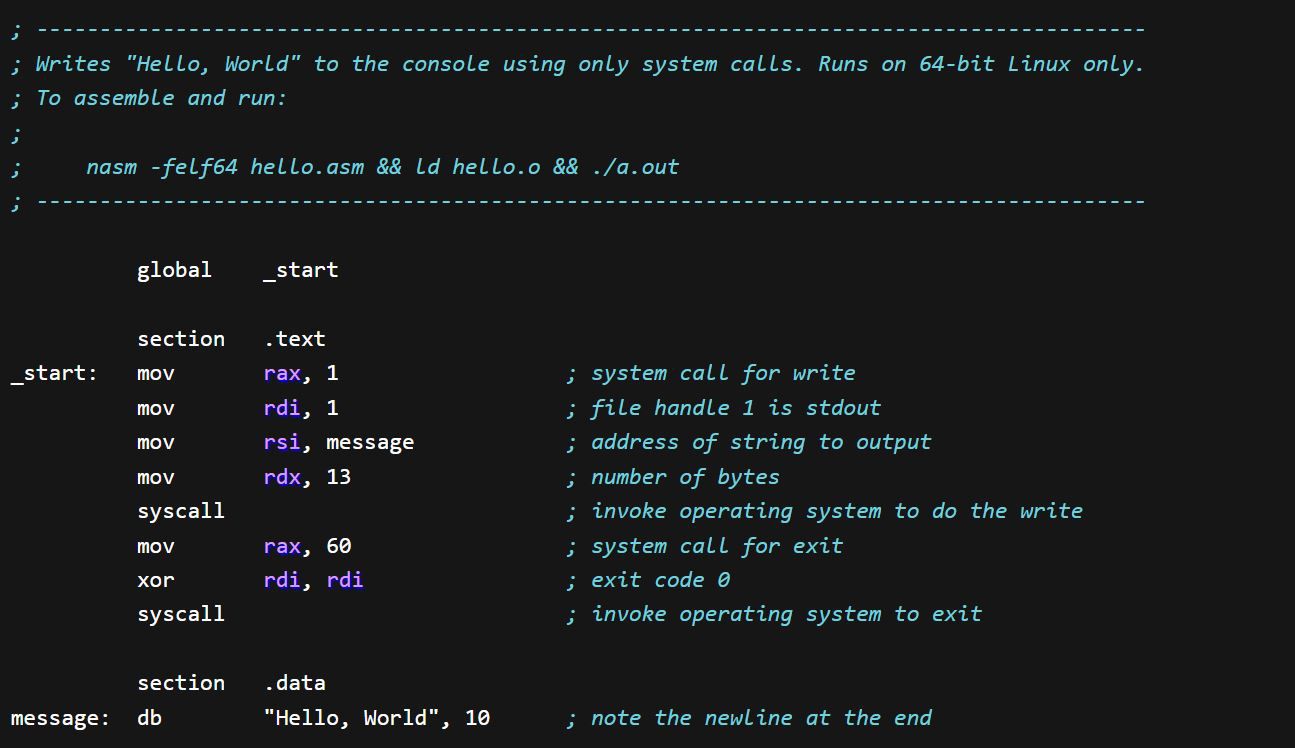 ; ----------------------------------------------------------------------------------------
; Writes "Hello, World" to the console using only system calls. Runs on 64-bit Linux only.
; To assemble and run:
;
;     nasm -felf64 hello.asm && ld hello.o && ./a.out
; ----------------------------------------------------------------------------------------
          global    _start
          section   .text
_start:   mov       rax, 1                  ; system call for write
          mov       rdi, 1                  ; file handle 1 is stdout
          mov       rsi, message            ; address of string to output
          mov       rdx, 13                 ; number of bytes
          syscall                           ; invoke operating system to do the write
          mov       rax, 60                 ; system call for exit
          xor       rdi, rdi                ; exit code 0
          syscall                           ; invoke operating system to exit
          section   .data
message:  db        "Hello, World", 10      ; note the newline at the end